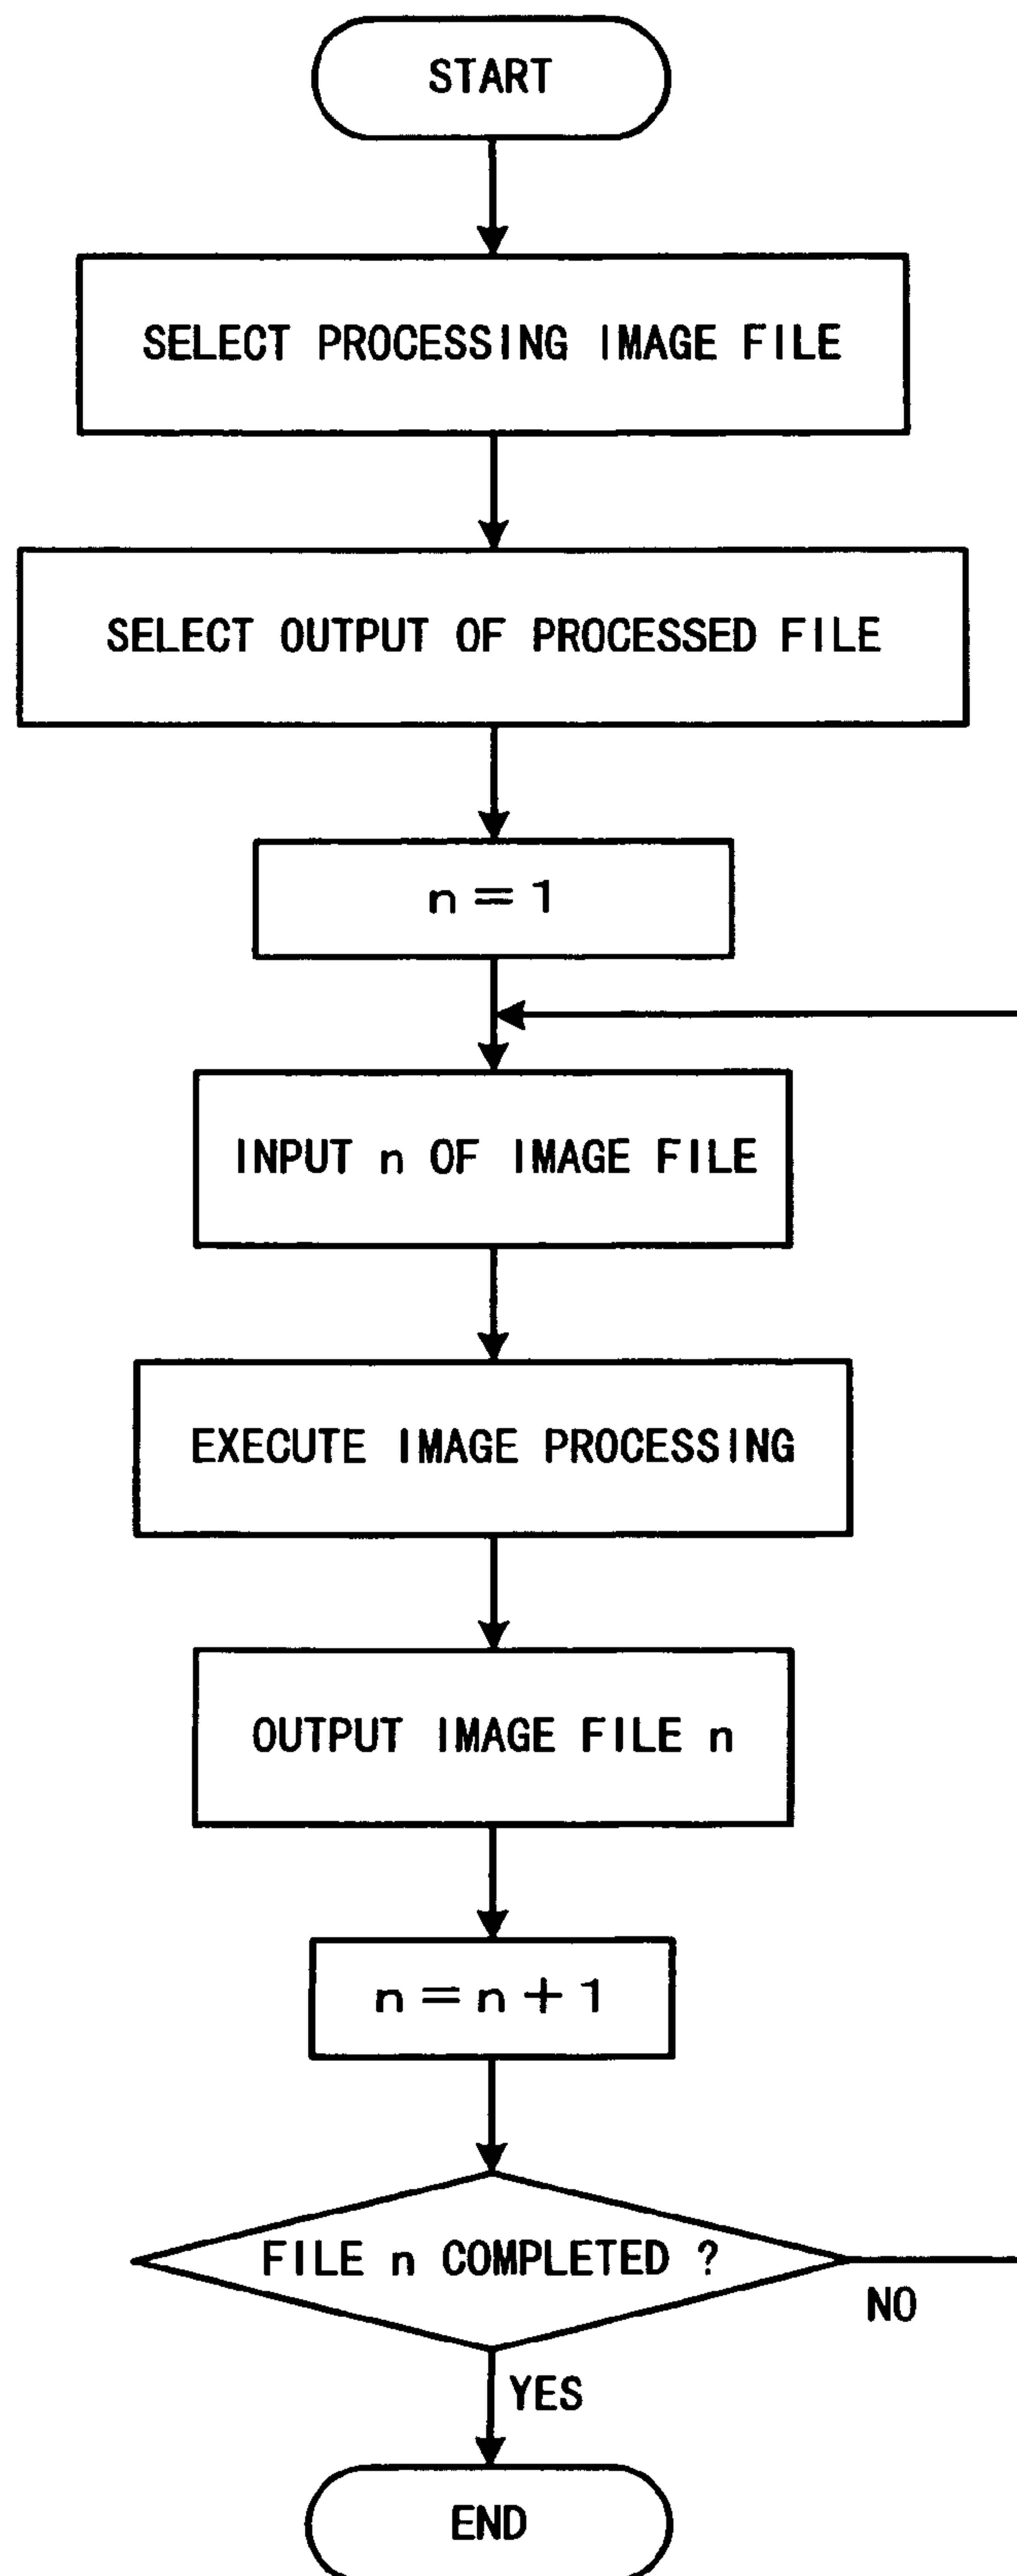 START
SELECT PROCESSING IMAGE FILE
SELECT OUTPUT OF PROCESSED FILE
n=1
INPUT n OF IMAGE FILE
EXECUTE IMAGE PROCESSING
OUTPUT IMAGE FILE n
n=n+1
FILE n COMPLETED ?
NO
YES
END